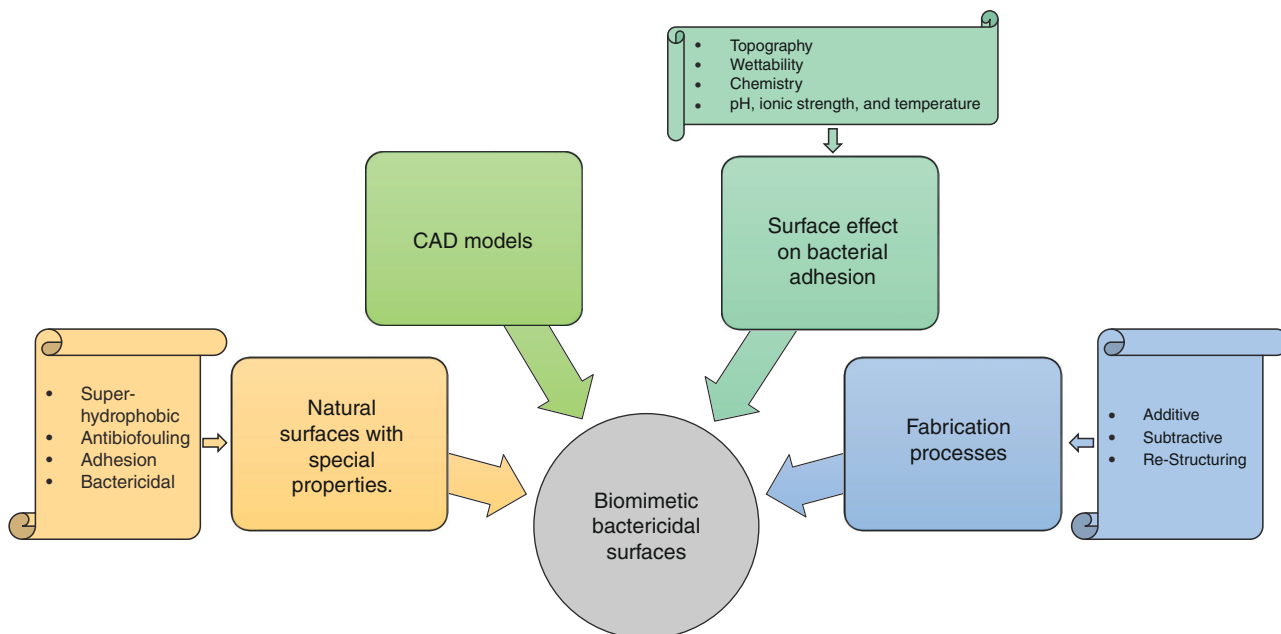 • Topography
• Wettability
• Chemistry
• pH, ionic strength, and temperature
CAD models
Surface effect
on bacterial
adhesion
• Super-
hydrophobic
• Antibiofouling
• Adhesion
• Bactericidal
Natural
surfaces with
special
properties.
Fabrication
processes
• Additive
• Subtractive
• Re-Structuring
Biomimetic
bactericidal
surfaces